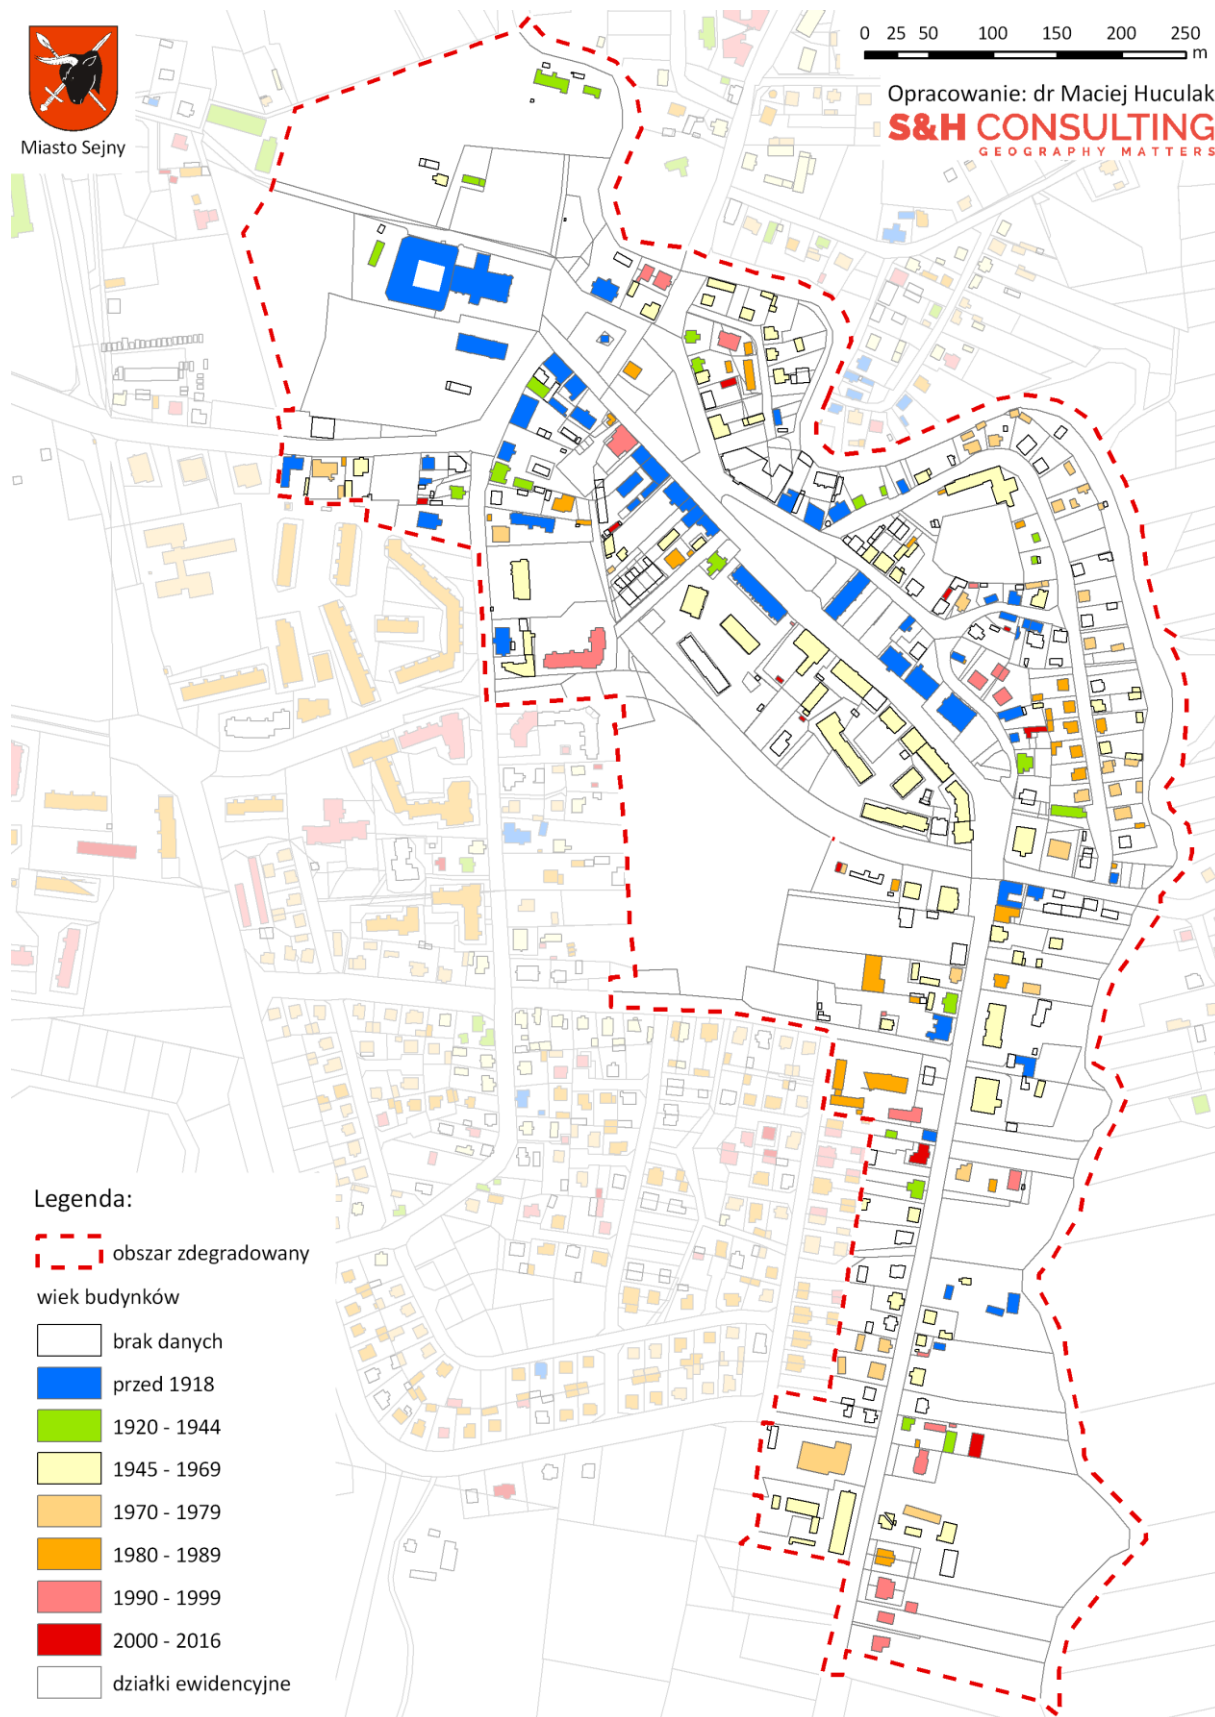 Miasto Sejny
0 25 50 100 150 200 250
m
Opracowanie: dr Maciej Huculak
S&H CONSULTING
GEOGRAPHY MATTERS
Legenda:
obszar zdegradowany
wiek budynków
brak danych
przed 1918
1920 - 1944
1945 - 1969
1970 - 1979
1980 - 1989
1990 - 1999
2000 - 2016
działki ewidencyjne